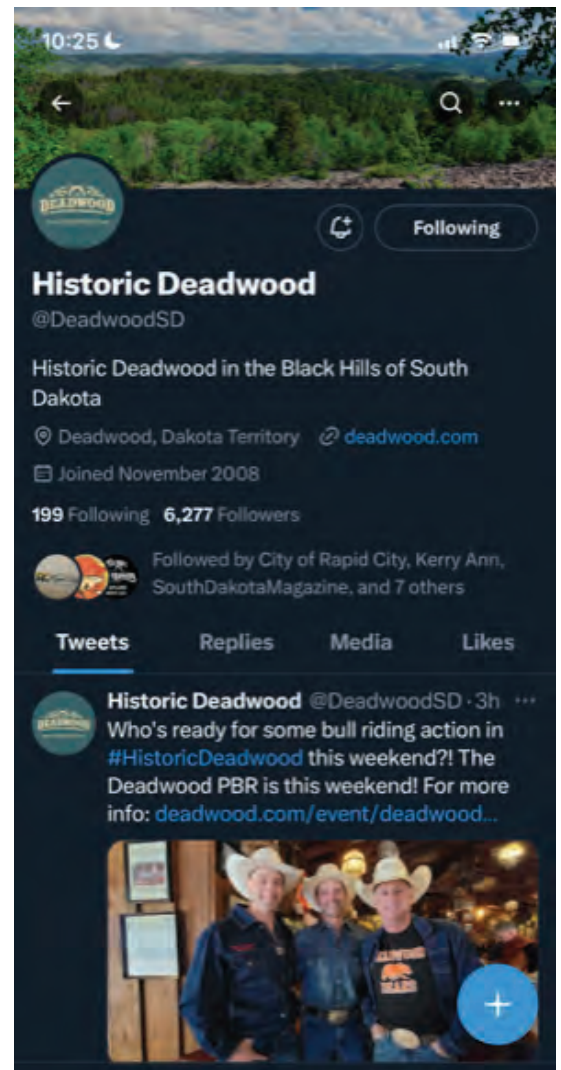 10:25
DEADWOOD
Following
Historic Deadwood
@DeadwoodSD
Historic Deadwood in the Black Hills of South
Dakota
Deadwood, Dakota Territory deadwood.com
Joined November 2008
199 Following 6,277 Followers
Followed by City of Rapid City, Kerry Ann,
SouthDakotaMagazine, and 7 others
Tweets Replies Media Likes
Historic Deadwood @DeadwoodSD · 3h
Who's ready for some bull riding action in
#HistoricDeadwood this weekend?! The
Deadwood PBR is this weekend! For more
info: deadwood.com/event/deadwood...
DEADWOOD
BEARS